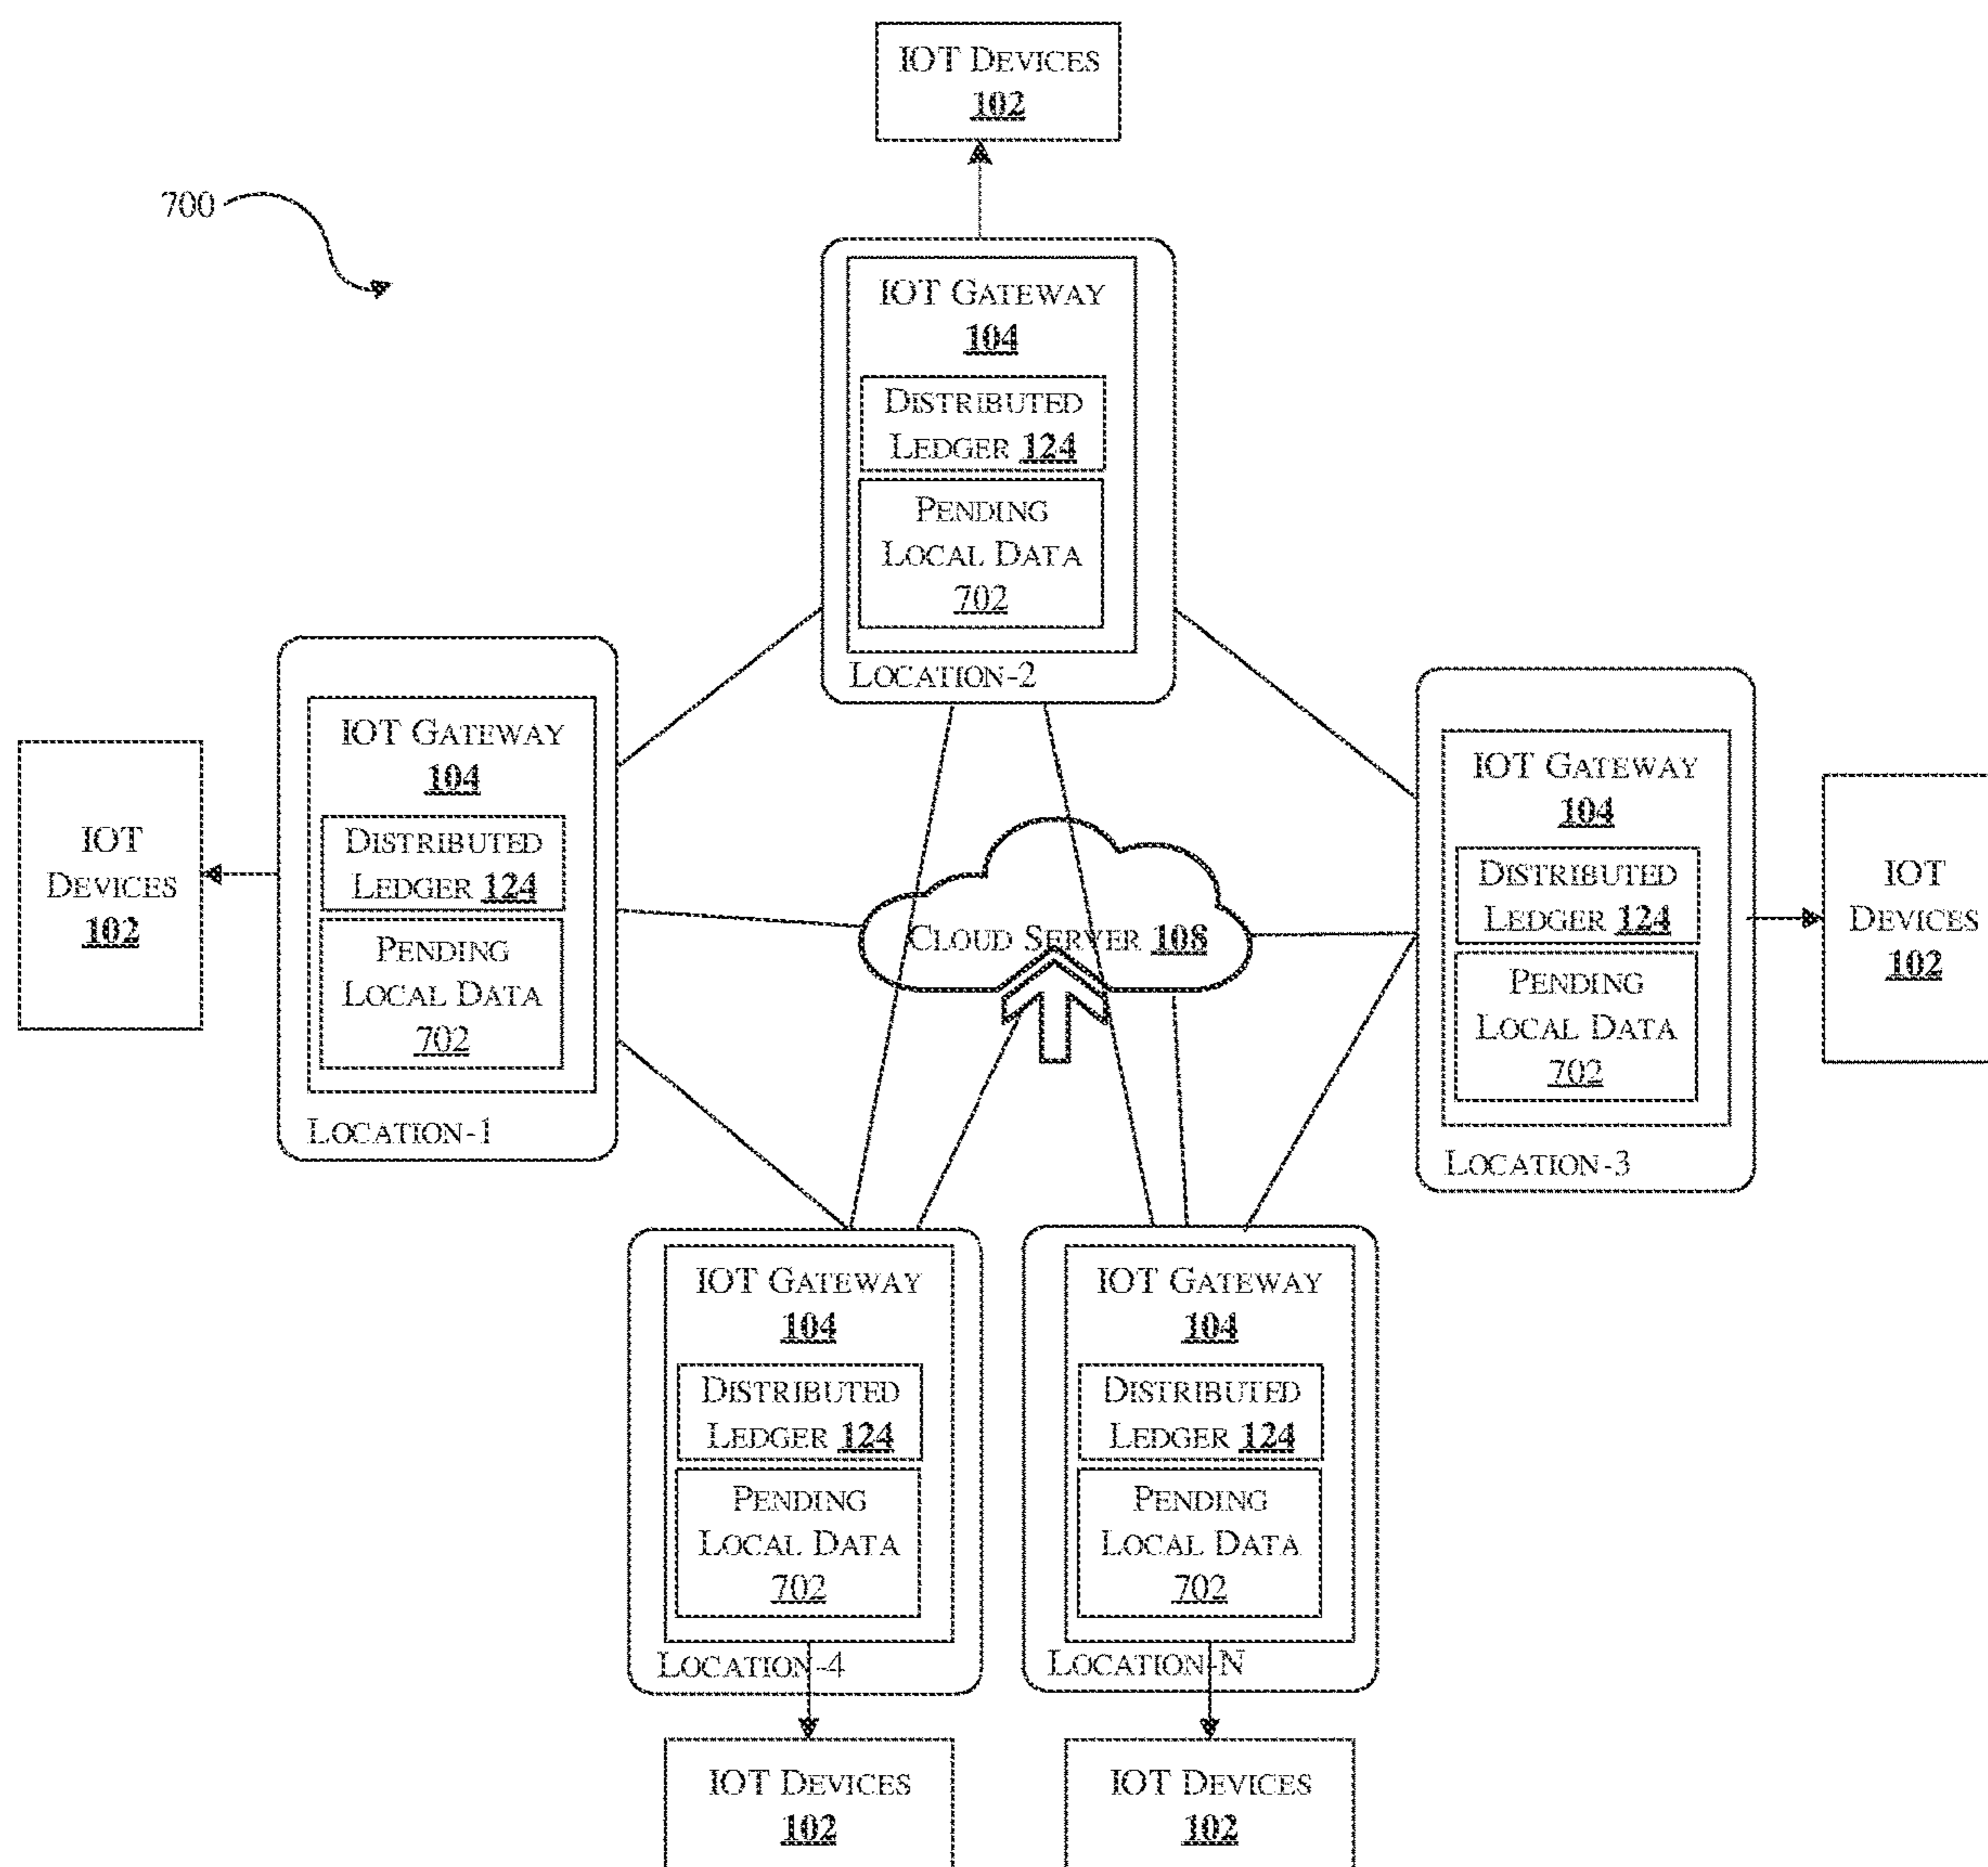 IOT DEVICES
102
700
IOT GATEWAY
104
DISTRIBUTED
LEDGER 124
PENDING
LOCAL DATA
702
LOCATION-2
IOT
DEVICES
102
IOT GATEWAY
104
DISTRIBUTED
LEDGER 124
PENDING
LOCAL DATA
702
LOCATION-1
CLOUD SERVER 108
IOT GATEWAY
104
DISTRIBUTED
LEDGER 124
PENDING
LOCAL DATA
702
LOCATION-3
IOT
DEVICES
102
IOT GATEWAY
104
DISTRIBUTED
LEDGER 124
PENDING
LOCAL DATA
702
LOCATION-4
IOT DEVICES
102
IOT GATEWAY
104
DISTRIBUTED
LEDGER 124
PENDING
LOCAL DATA
702
LOCATION-N
IOT DEVICES
102